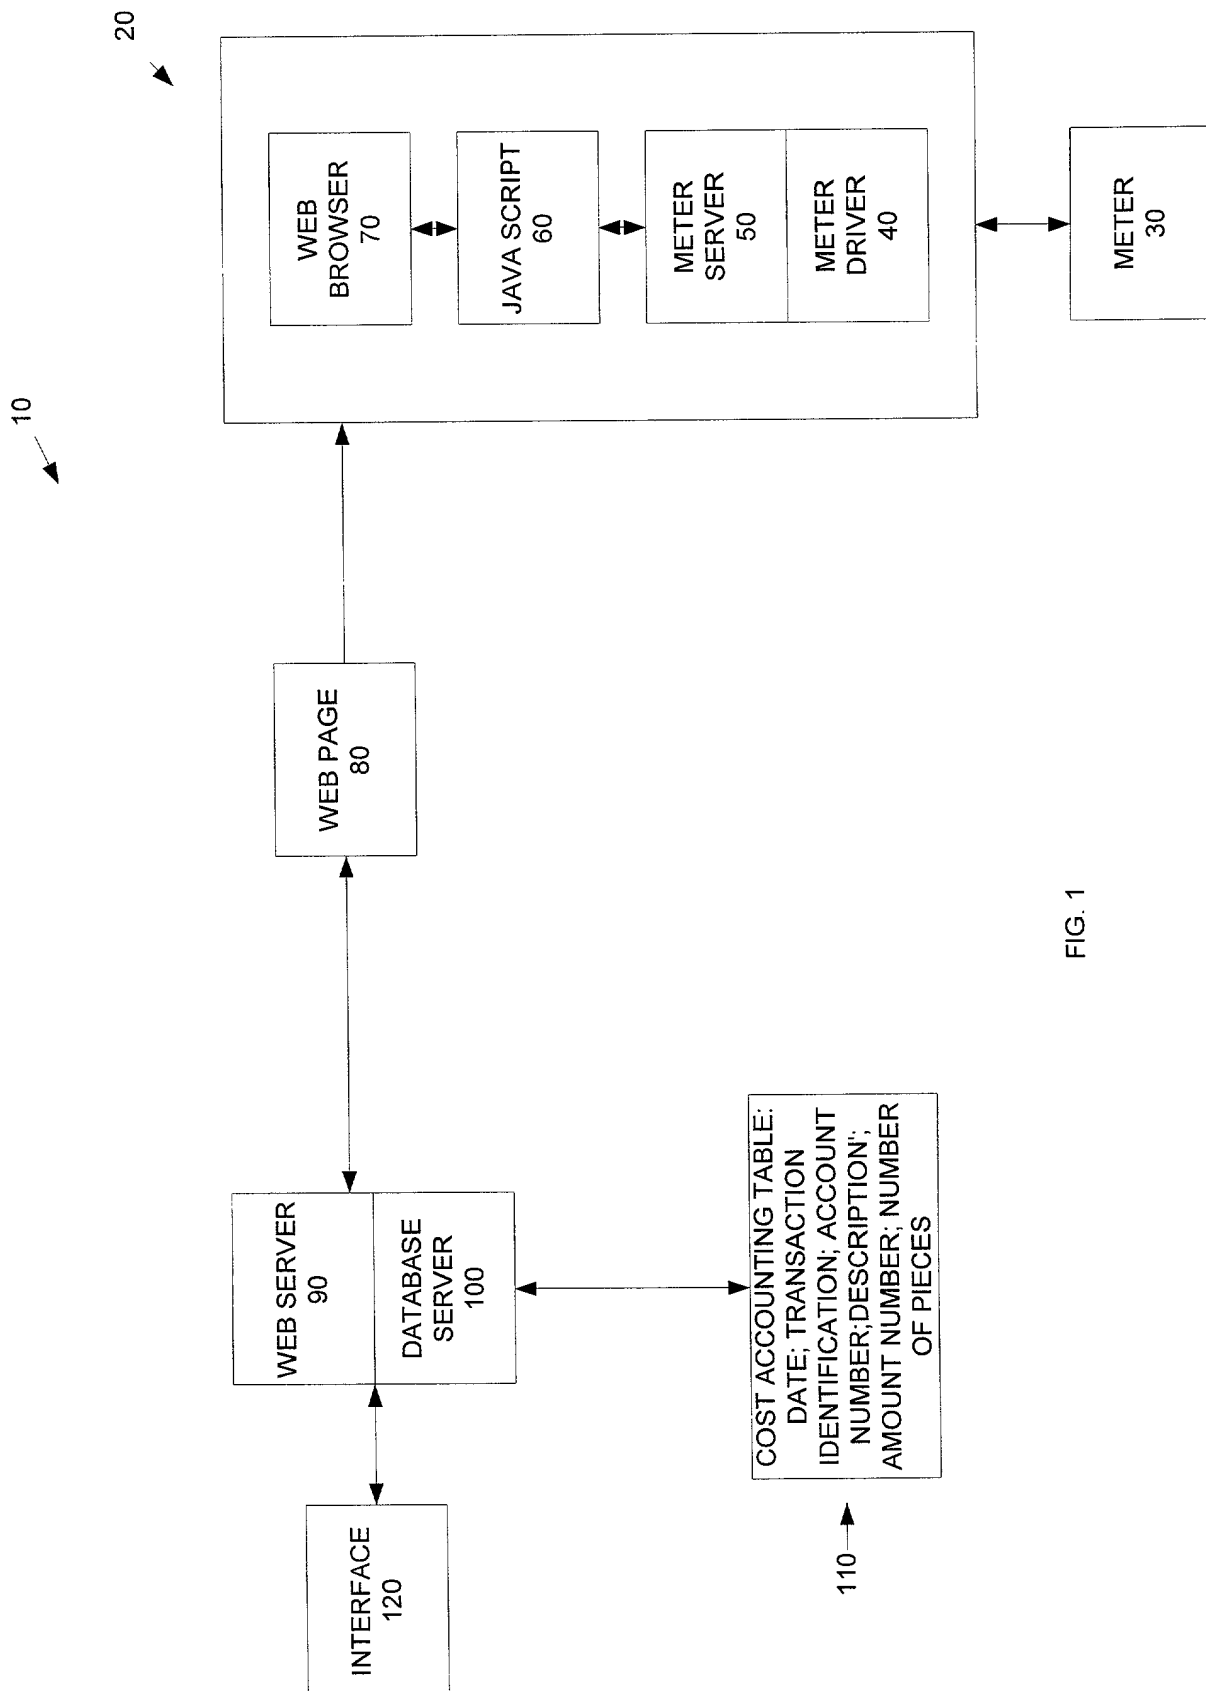 10
20
WEB
BROWSER
70
JAVA SCRIPT
60
METER
SERVER
50
METER
DRIVER
40
METER
30
WEB PAGE
80
WEB SERVER
90
DATABASE
SERVER
100
INTERFACE
120
COST ACCOUNTING TABLE:
DATE; TRANSACTION
IDENTIFICATION; ACCOUNT
NUMBER;DESCRIPTION';
AMOUNT NUMBER; NUMBER
OF PIECES
110
FIG. 1